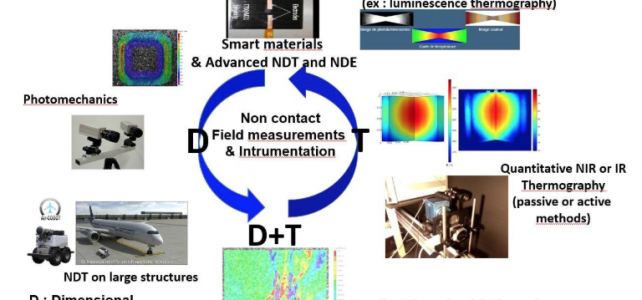 (ex : luminescence thermography)
Smart materials
& Advanced NDT and NDE
Photomechanics
Non contact
D Field measurements T
& Intrumentation
Quantitative NIR or IR
Thermography
(passive or active
methods)
D+T
NDT on large structures
D : Dimensional